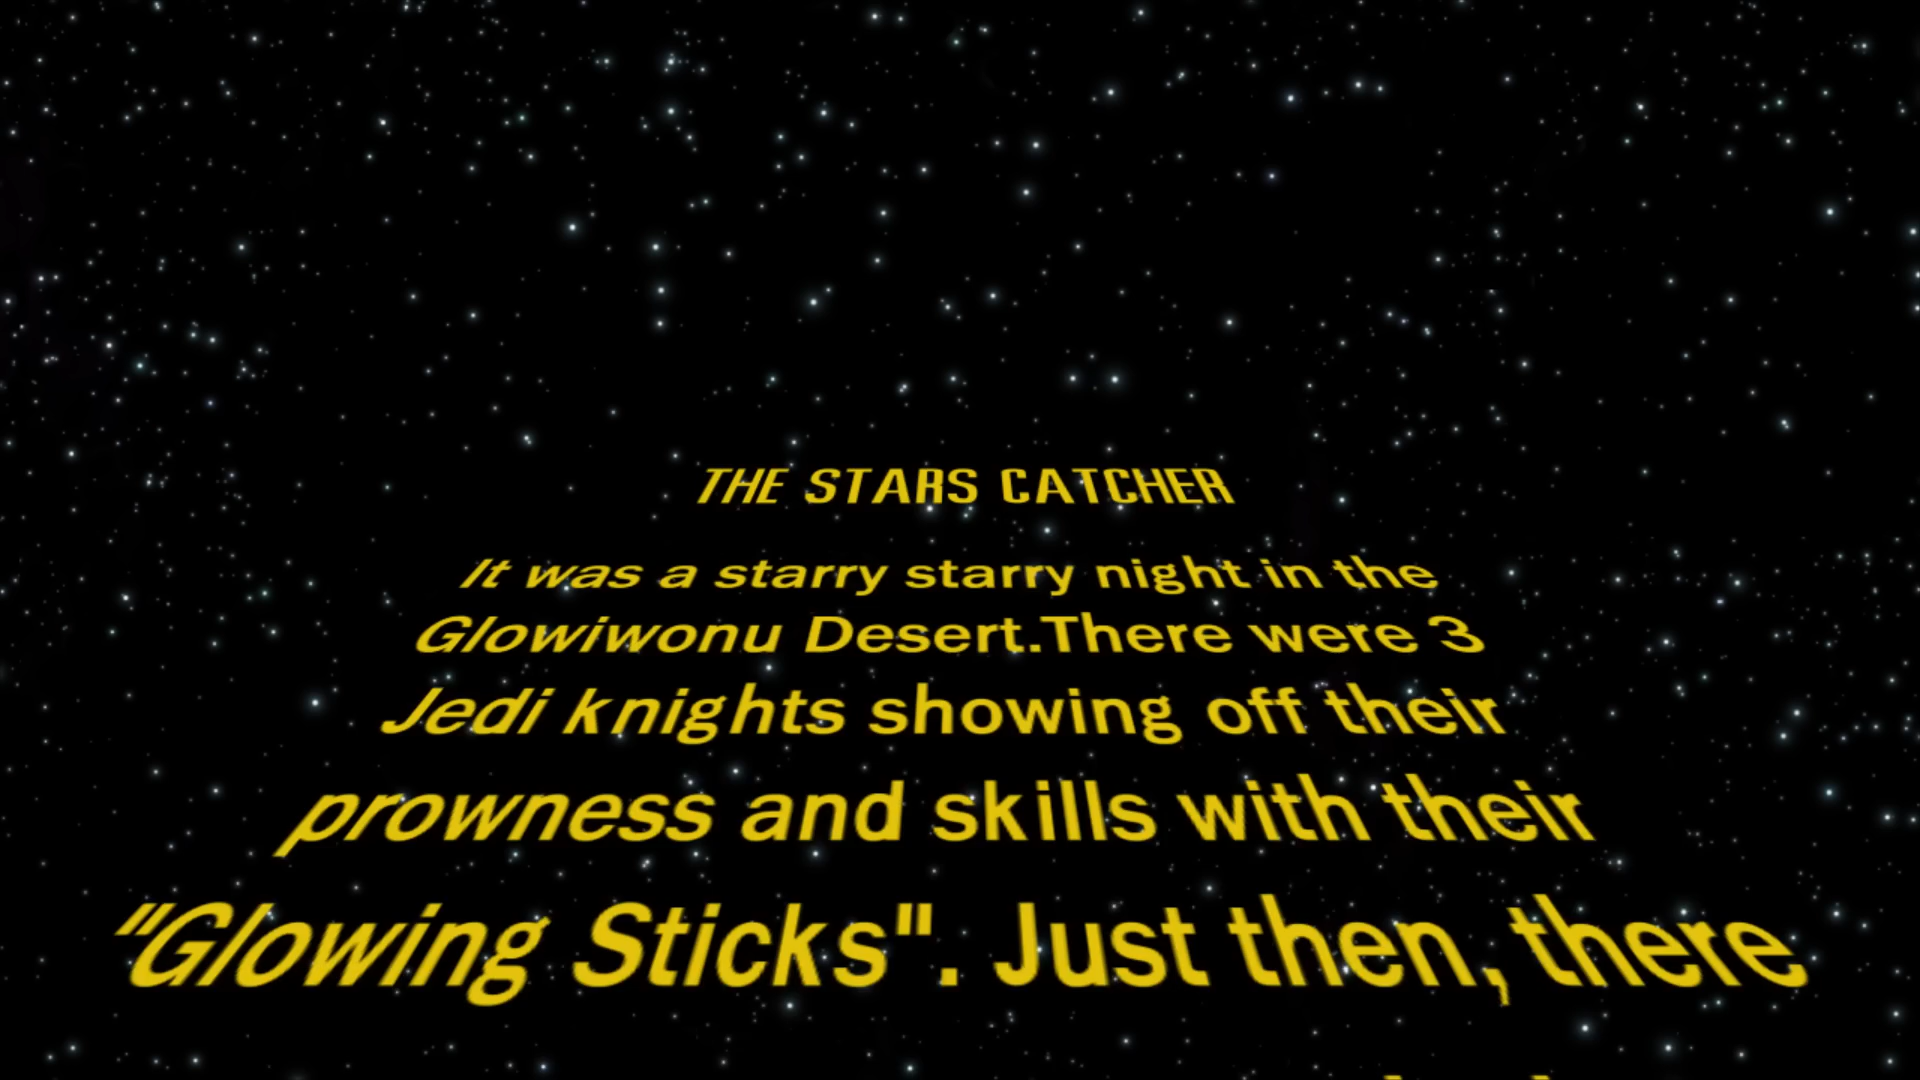 THE STARS CATCHER
It was a starry starry night in the
Glowiwonu Desert.There were 3
Jedi knights showing off their
prowness and skills with their
"Glowing Sticks". Just then, there